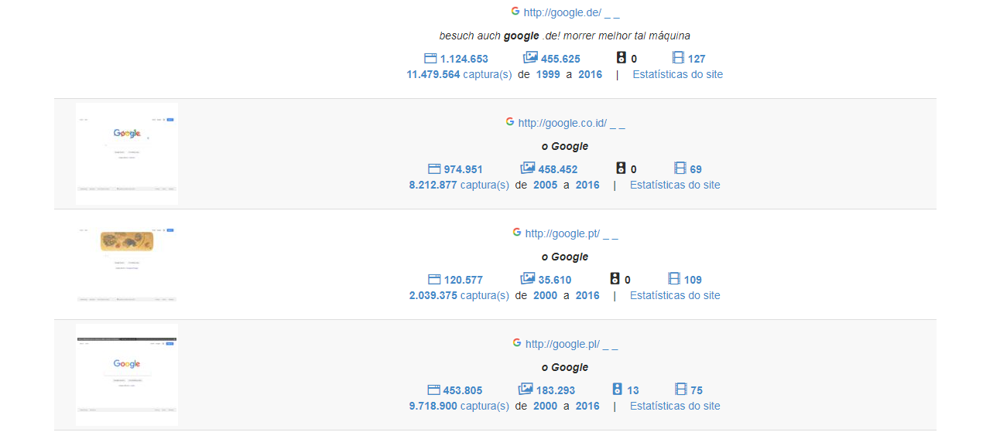 http://google.de/ _ _
besuch auch google .de! morrer melhor tal máquina
1.124.653 455.625 0 127
11.479.564 captura(s) de 1999 a 2016 | Estatísticas do site
Google
http://google.co.id/ _ _
o Google
974.951 458.452 0 69
8.212.877 captura(s) de 2005 a 2016 | Estatísticas do site
http://google.pt/ _ _
o Google
120.577 35.610 0 109
2.039.375 captura(s) de 2000 a 2016 | Estatísticas do site
Google
http://google.pl/ _ _
o Google
453.805 183.293 13 75
9.718.900 captura(s) de 2000 a 2016 | Estatísticas do site